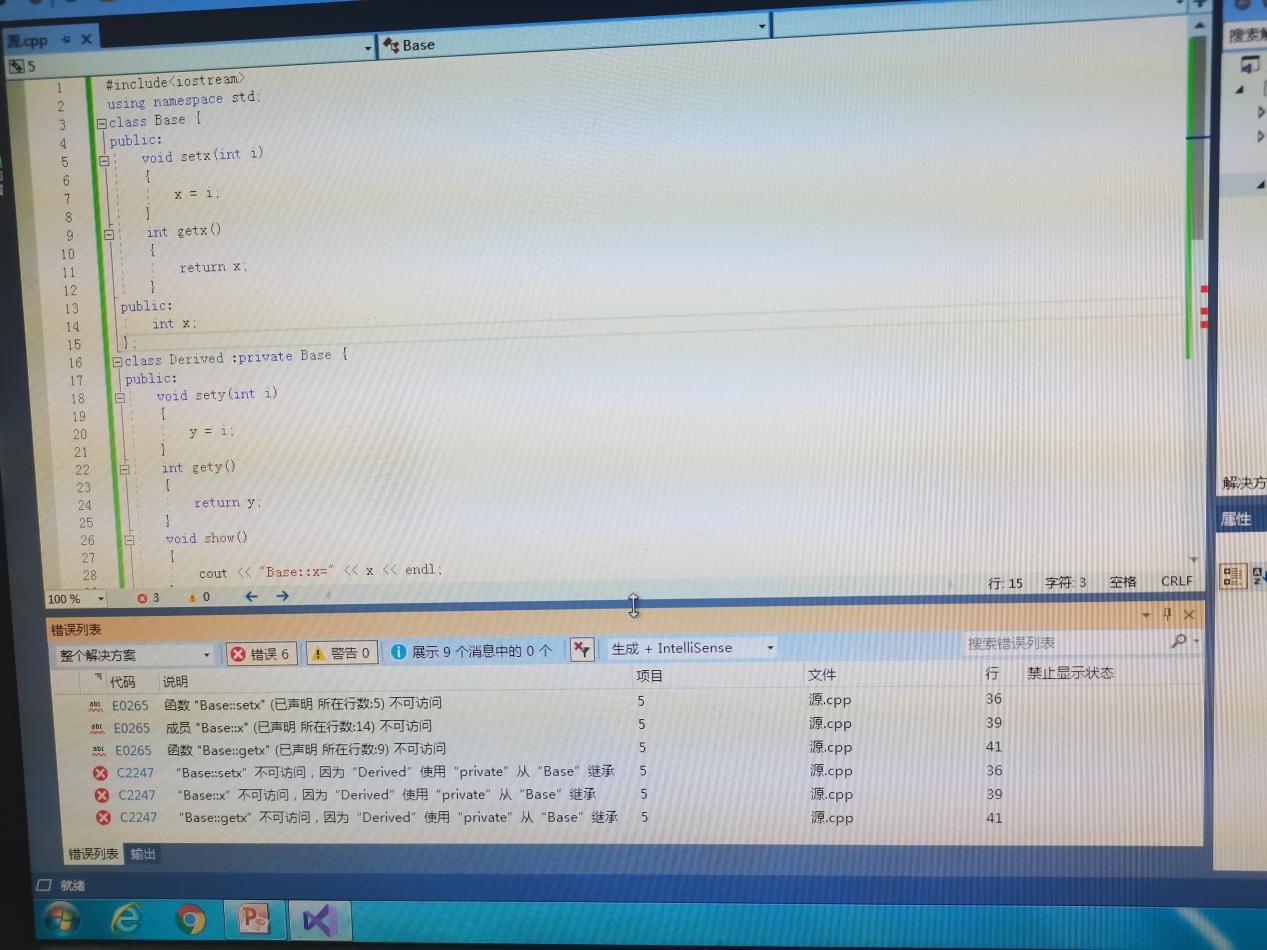 源.cpp
5
Base
搜索解
1 #include<iostream>
2 using namespace std;
3 class Base {
4 public:
5 void setx(int i)
6 {
7 x = i;
8 }
9 int getx()
10 {
11 return x;
12 }
13 public:
14 int x;
15 };
16 class Derived :private Base {
17 public:
18 void sety(int i)
19 {
20 y = i;
21 }
22 int gety()
23 {
24 return y;
25 }
26 void show()
27 {
28 cout << "Base::x=" << x << endl;
解决方
属性
100 % 3 0 行: 15 字符: 3 空格 CRLF
错误列表
整个解决方案 错误 6 警告 0 展示 9 个消息中的 0 个 生成 + IntelliSense 搜索错误列表
代码 说明 项目 文件 行 禁止显示状态
abc E0265 函数 "Base::setx" (已声明 所在行数:5) 不可访问 5 源.cpp 36
abc E0265 成员 "Base::x" (已声明 所在行数:14) 不可访问 5 源.cpp 39
abc E0265 函数 "Base::getx" (已声明 所在行数:9) 不可访问 5 源.cpp 41
C2247 “Base::setx”不可访问，因为“Derived”使用“private”从“Base”继承 5 源.cpp 36
C2247 “Base::x”不可访问，因为“Derived”使用“private”从“Base”继承 5 源.cpp 39
C2247 “Base::getx”不可访问，因为“Derived”使用“private”从“Base”继承 5 源.cpp 41
错误列表 输出
就绪